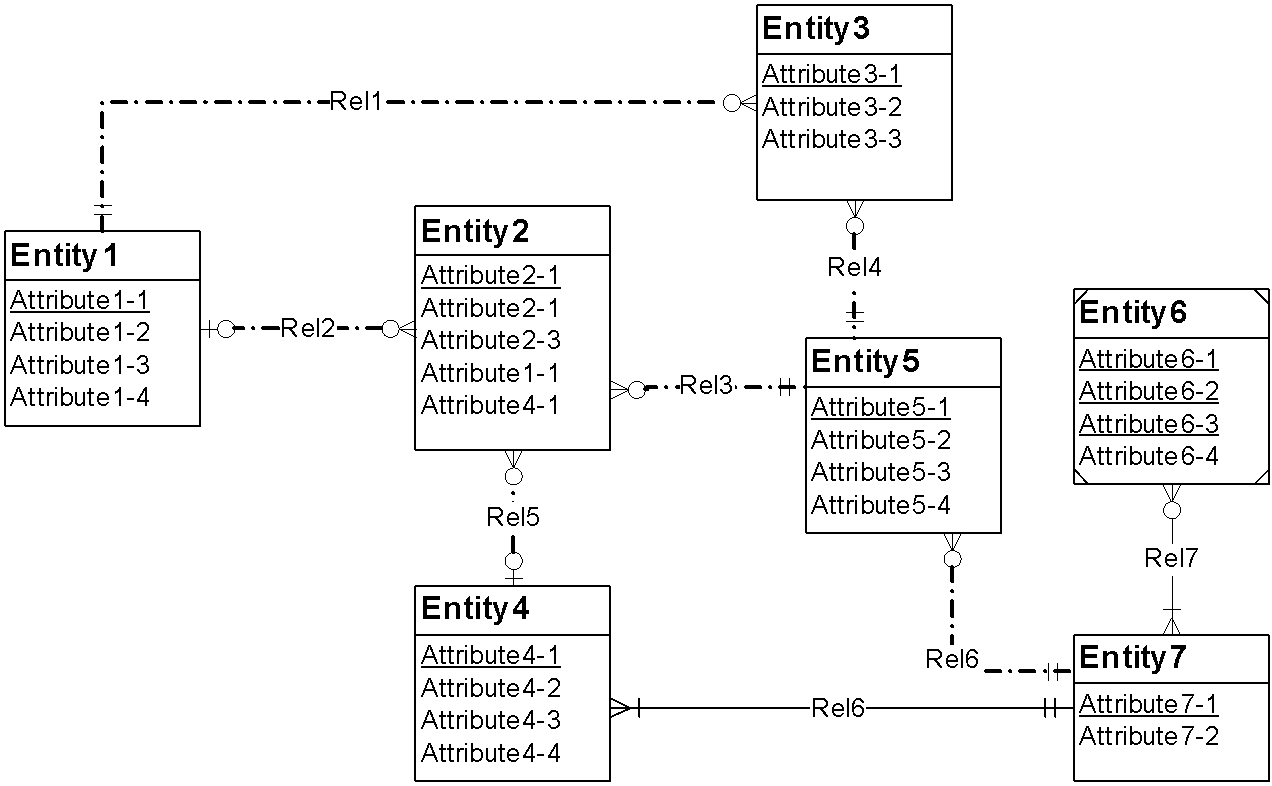 Entity3
Attribute3-1
Attribute3-2
Attribute3-3
Rel1
Entity1
Attribute1-1
Attribute1-2
Attribute1-3
Attribute1-4
Rel2
Entity2
Attribute2-1
Attribute2-1
Attribute2-3
Attribute1-1
Attribute4-1
Rel4
Rel3
Entity5
Attribute5-1
Attribute5-2
Attribute5-3
Attribute5-4
Entity6
Attribute6-1
Attribute6-2
Attribute6-3
Attribute6-4
Rel5
Rel7
Entity4
Attribute4-1
Attribute4-2
Attribute4-3
Attribute4-4
Rel6
Rel6
Entity7
Attribute7-1
Attribute7-2